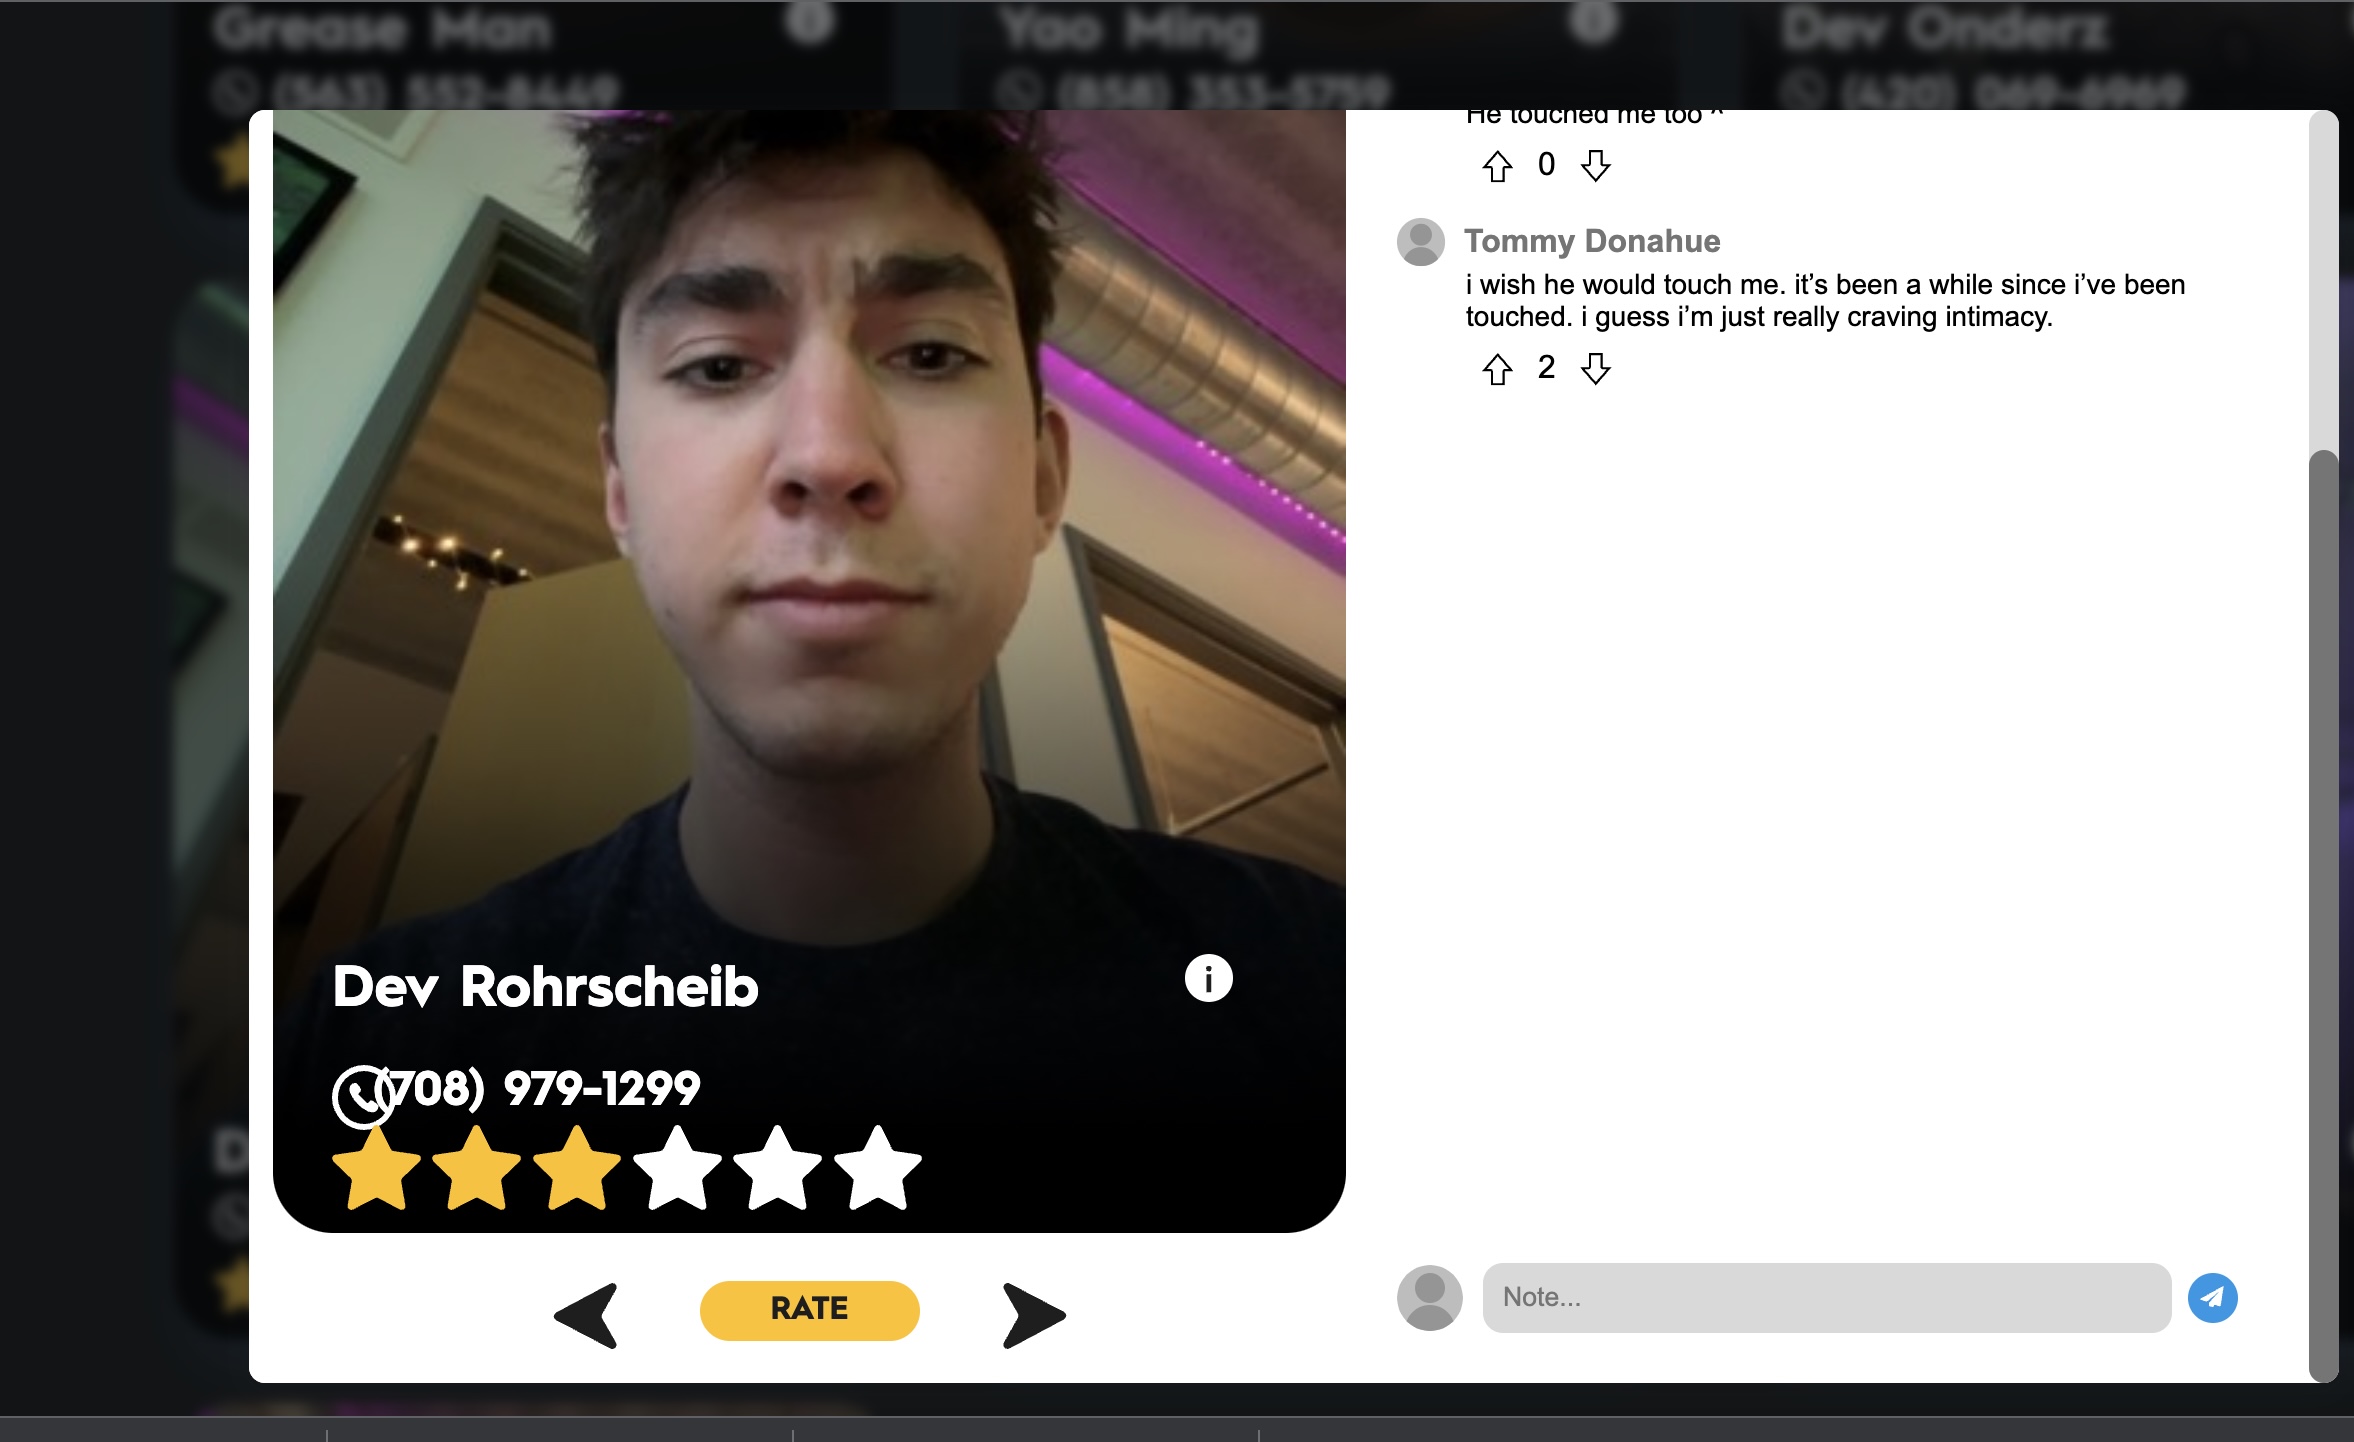 Grease Man
Yao Ming
Dev Onderz
(563) 552-8449
(858) 353-5759
(420) 069-6969
He touched me too ^
0
Tommy Donahue
i wish he would touch me. it’s been a while since i’ve been
touched. i guess i’m just really craving intimacy.
2
Dev Rohrscheib
i
(708) 979-1299
D
RATE
Note...